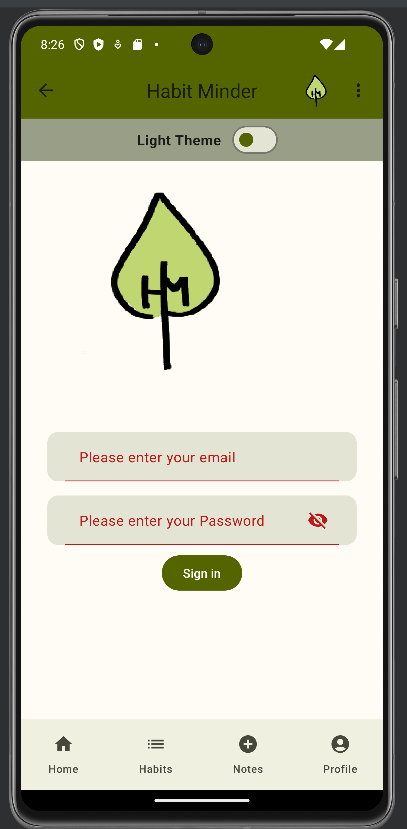 8:26
Habit Minder
HM
Light Theme
HM
Please enter your email
Please enter your Password
Sign in
Home Habits Notes Profile